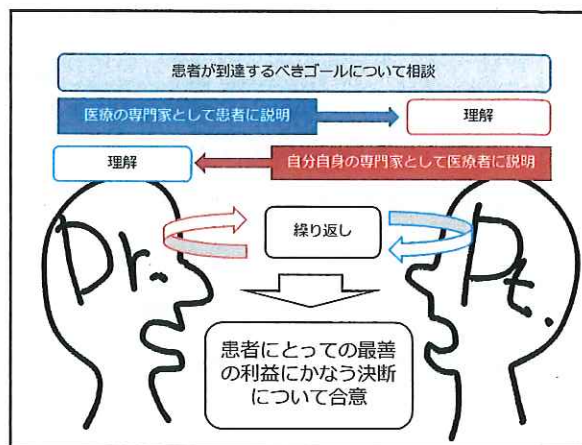 患者が到達するべきゴールについて相談
医療の専門家として患者に説明
理解
理解
自分自身の専門家として医療者に説明
Dr.
繰り返し
Pt.
患者にとっての最善
の利益にかなう決断
について合意